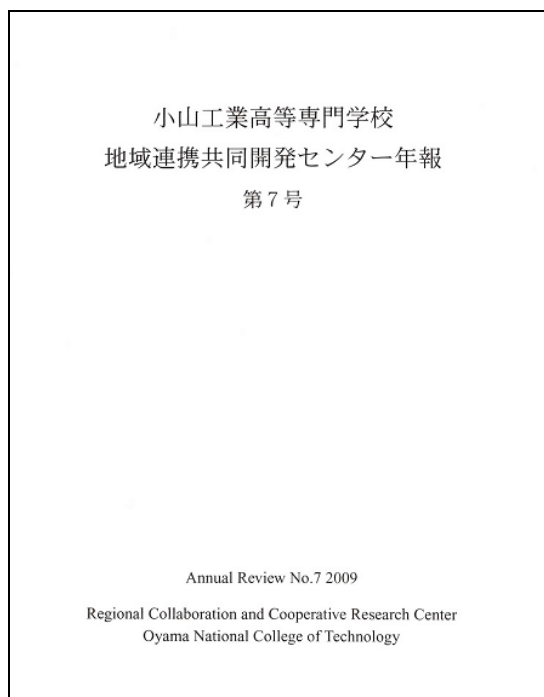 小山工業高等専門学校
地域連携共同開発センター年報
第７号
Annual Review No.7 2009
Regional Collaboration and Cooperative Research Center
Oyama National College of Technology